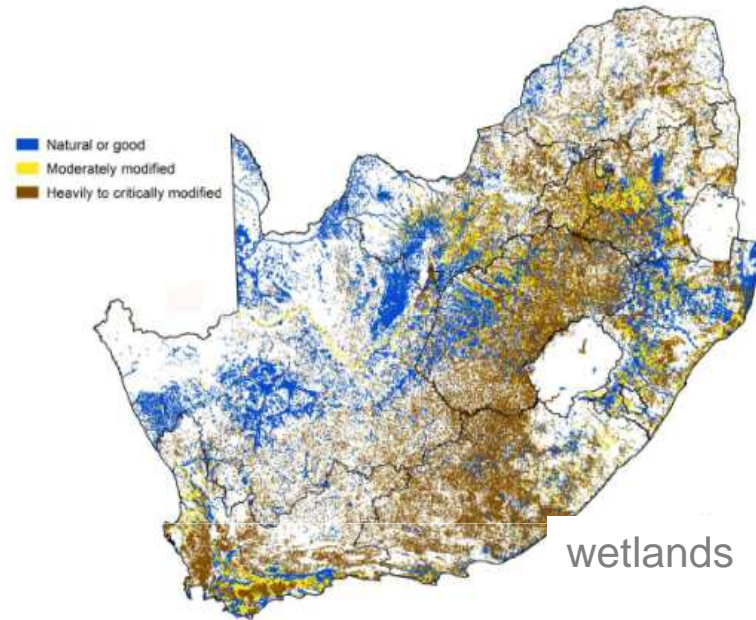 Natural or good
Moderately modified
Heavily to critically modified
wetlands